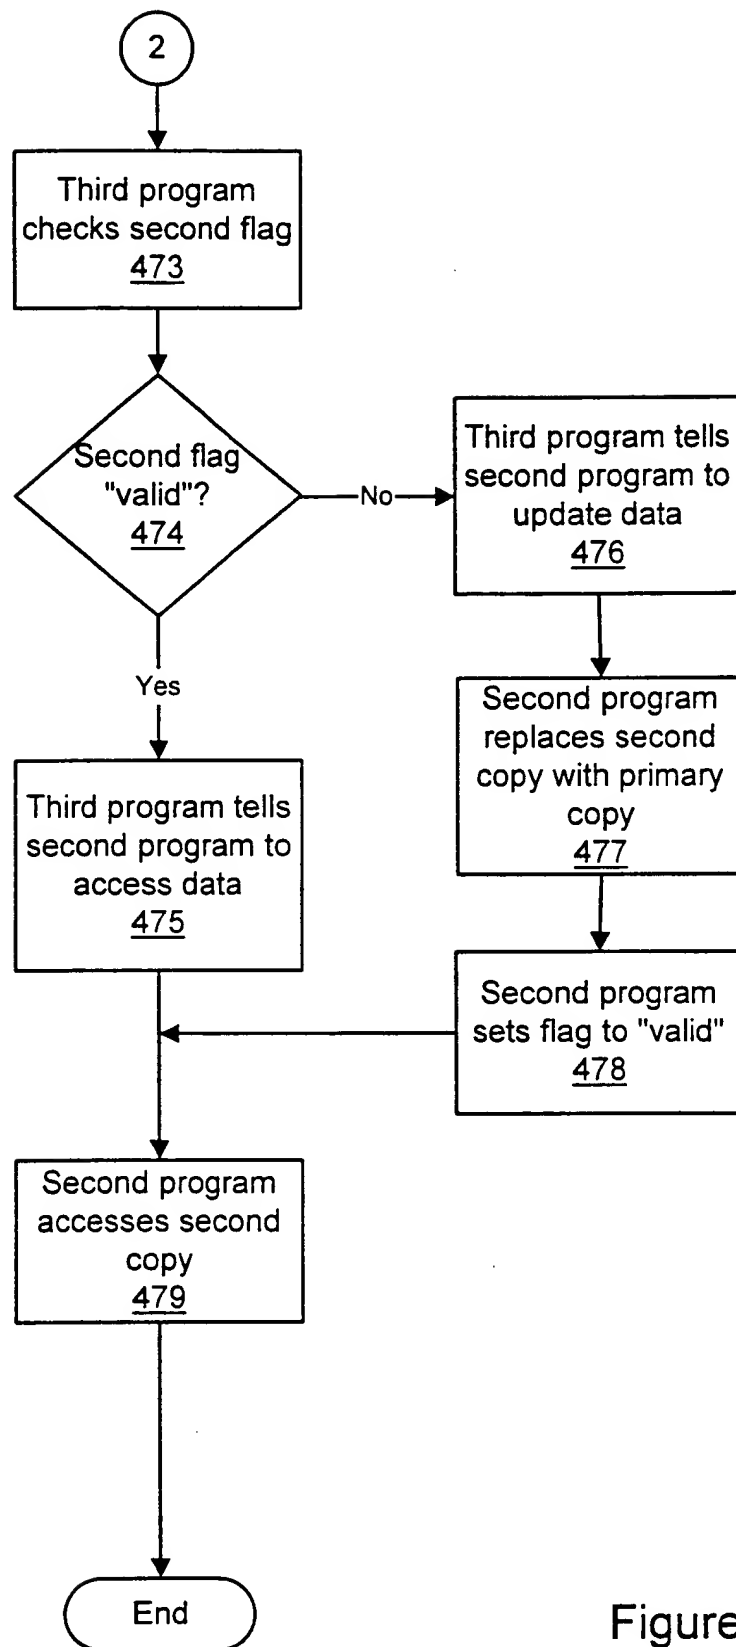 2
Third program
checks second flag
473
Second flag
"valid"?
474
No
Third program tells
second program to
update data
476
Yes
Second program
replaces second
copy with primary
copy
477
Third program tells
second program to
access data
475
Second program
sets flag to "valid"
478
Second program
accesses second
copy
479
End
Figure